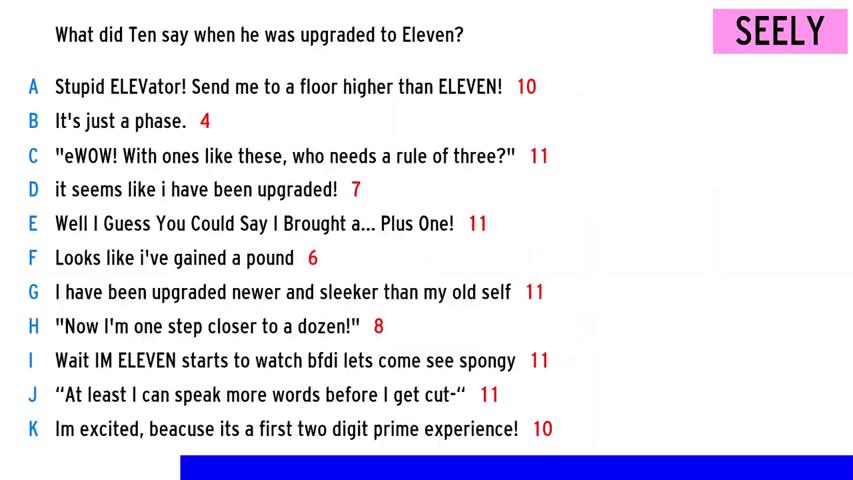 What did Ten say when he was upgraded to Eleven?
SEELY
A Stupid ELEVator! Send me to a floor higher than ELEVEN! 10
B It's just a phase. 4
C "eWOW! With ones like these, who needs a rule of three?" 11
D it seems like i have been upgraded! 7
E Well I Guess You Could Say I Brought a... Plus One! 11
F Looks like i've gained a pound 6
G I have been upgraded newer and sleeker than my old self 11
H "Now I'm one step closer to a dozen!" 8
I Wait IM ELEVEN starts to watch bfdi lets come see spongy 11
J “At least I can speak more words before I get cut-“ 11
K Im excited, beacuse its a first two digit prime experience! 10